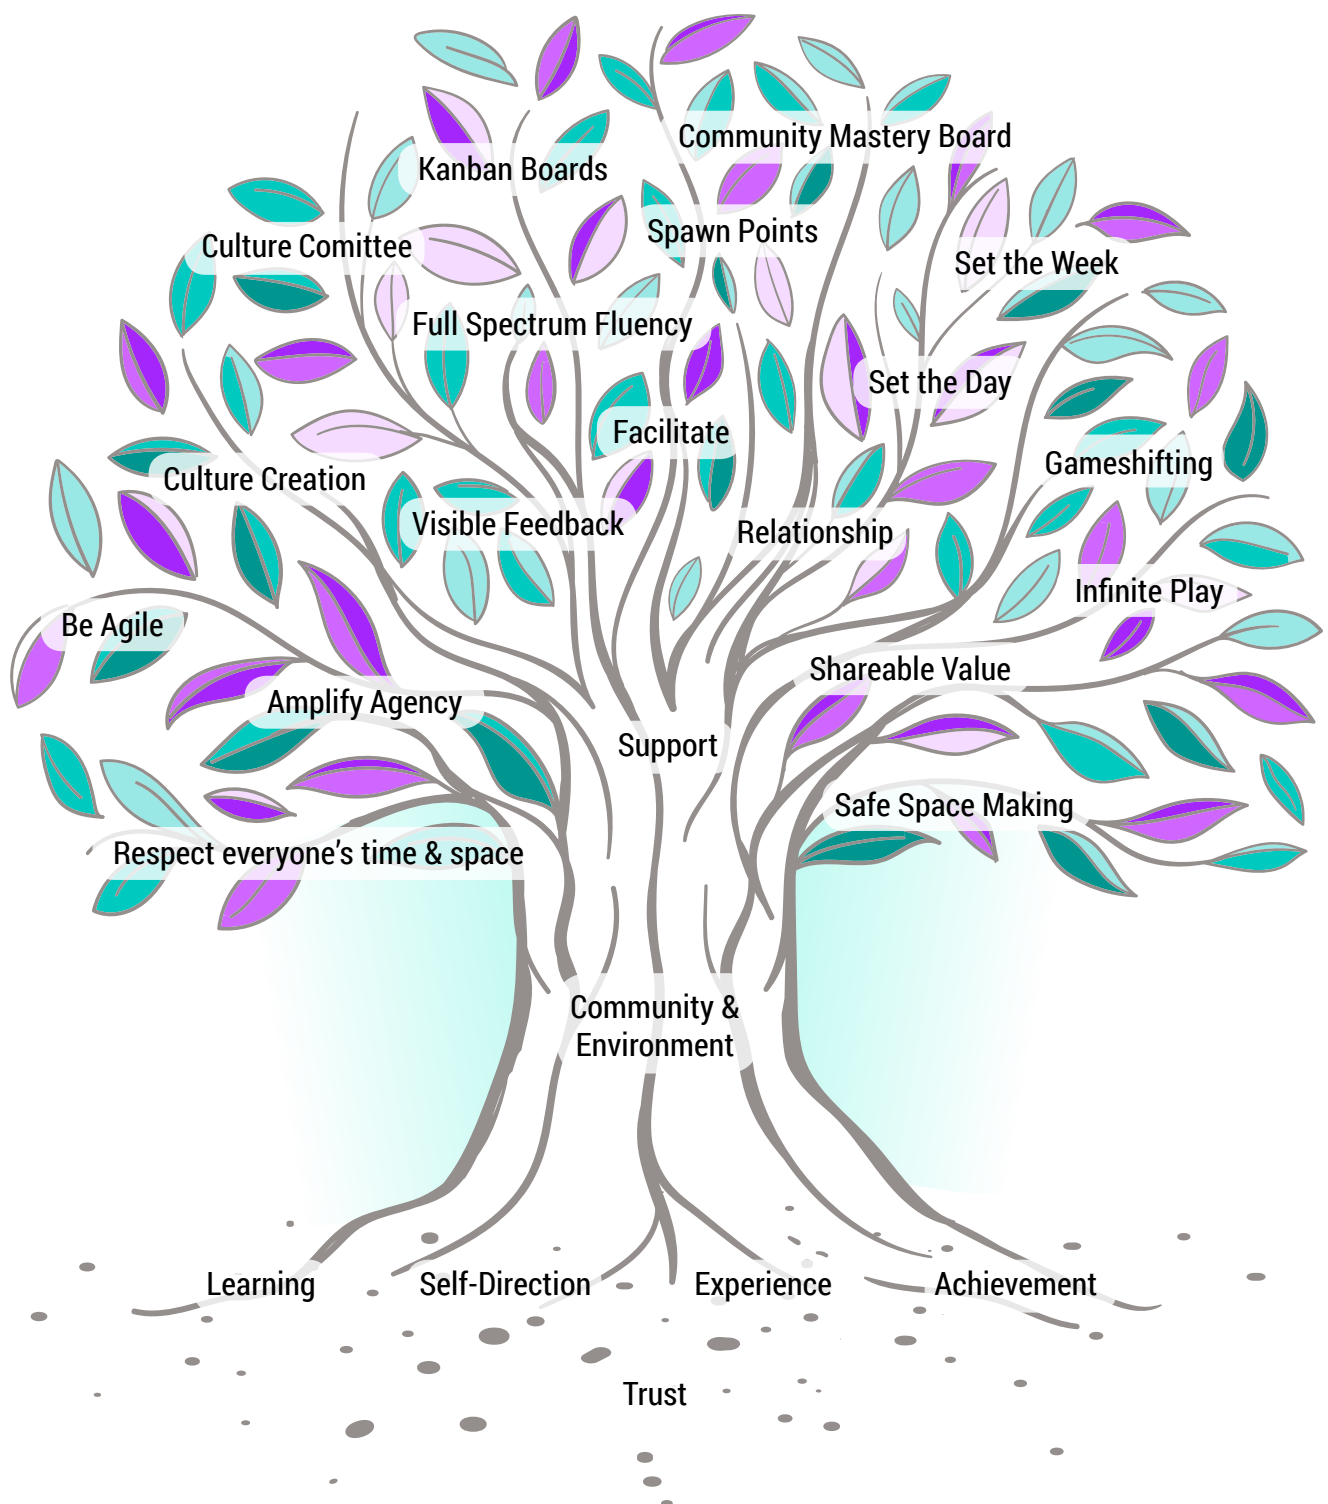 Community Mastery Board
Kanban Boards
Spawn Points
Culture Comittee
Set the Week
Full Spectrum Fluency
Set the Day
Facilitate
Gameshifting
Culture Creation
Visible Feedback
Relationship
Infinite Play
Be Agile
Shareable Value
Amplify Agency
Support
Safe Space Making
Respect everyone's time & space
Community &
Environment
Learning
Self-Direction
Experience
Achievement
Trust